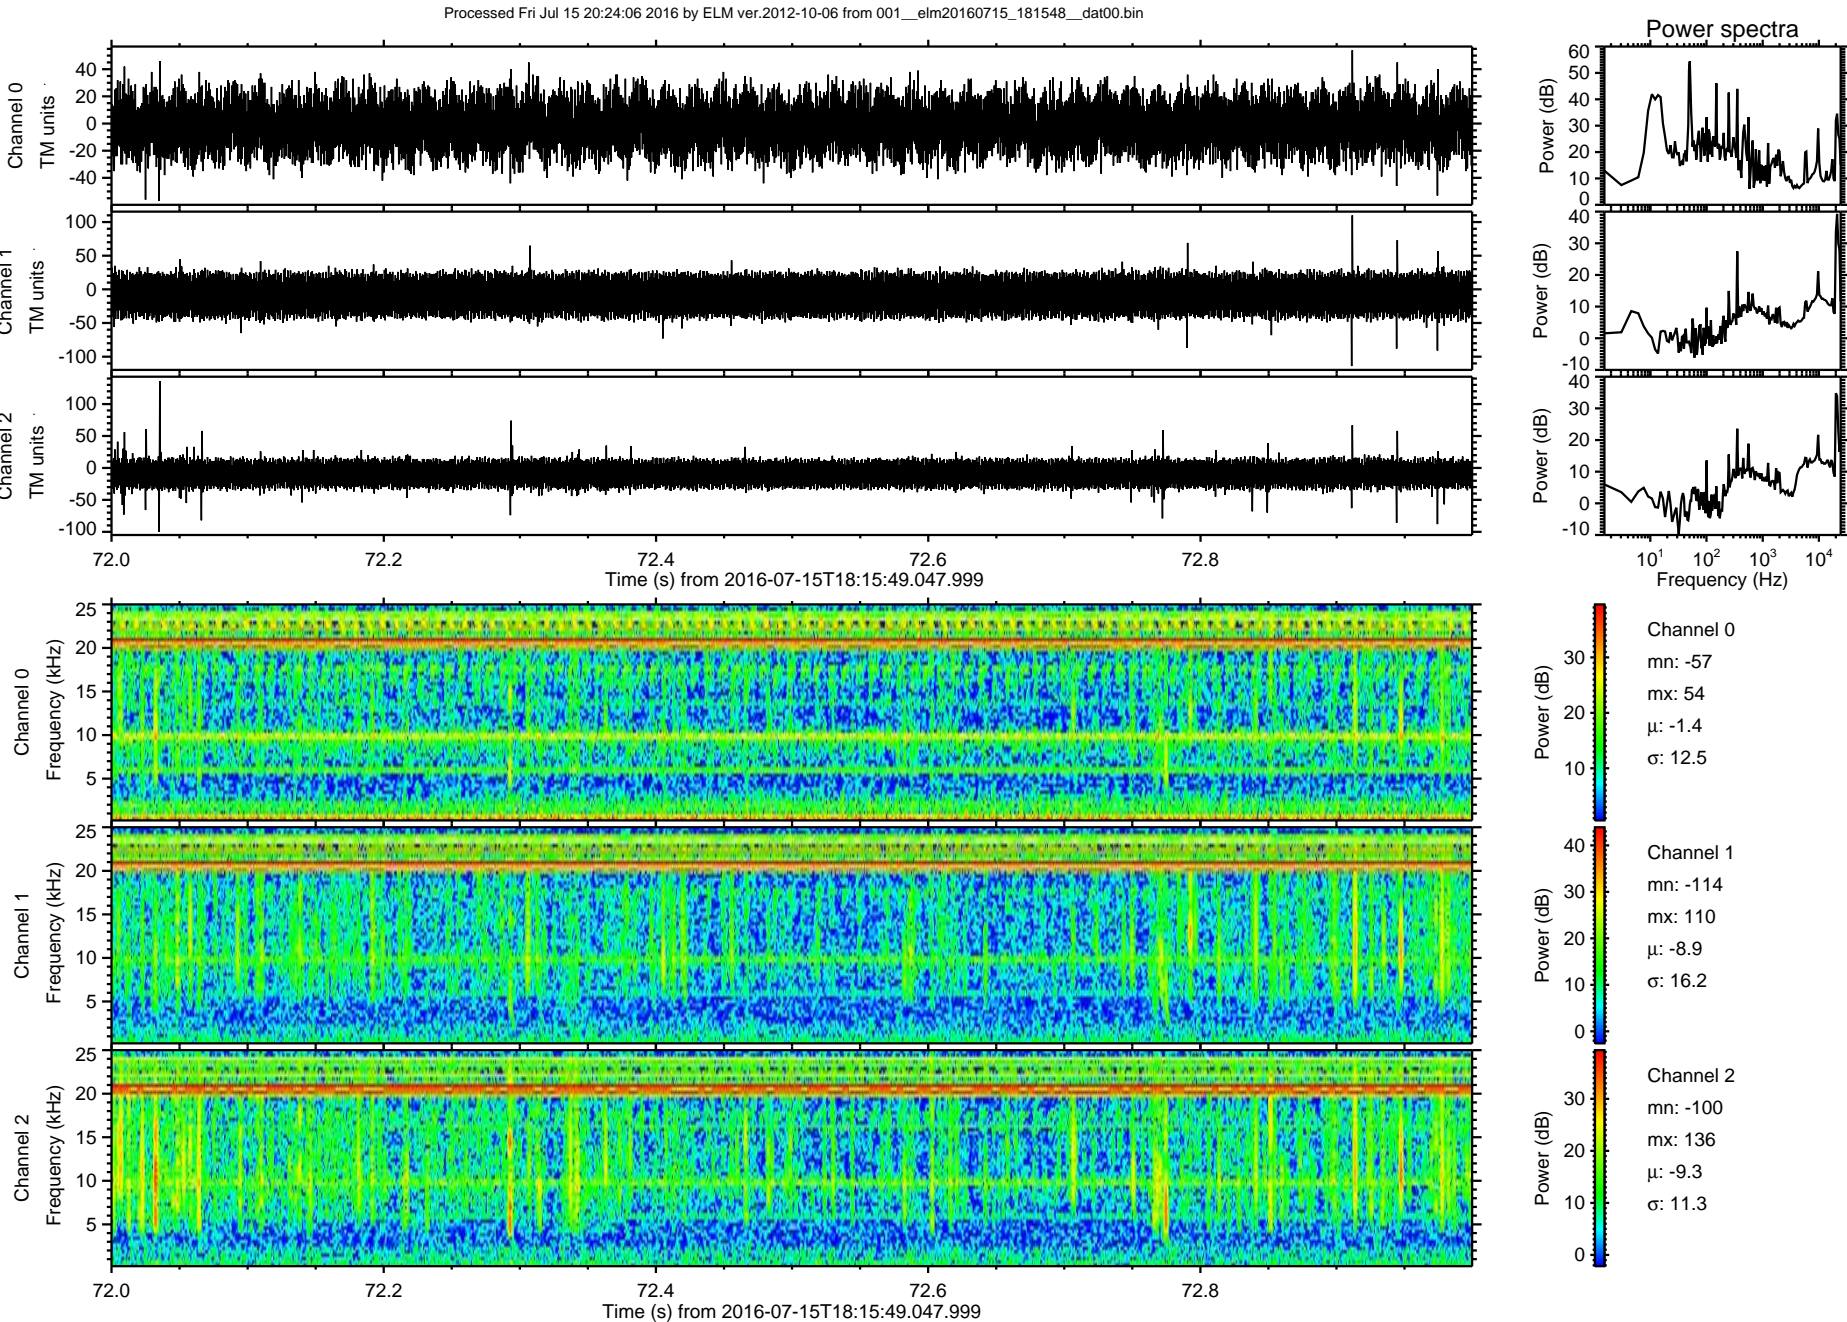 Processed Fri Jul 15 20:24:06 2016 by ELM ver.2012-10-06 from 001__elm20160715_181548__dat00.bin
Power spectra
Channel 0
TM units
40
20
0
-20
-40
Power (dB)
60
50
40
30
20
10
0
Channel 1
TM units
100
50
0
-50
-100
Power (dB)
40
30
20
10
0
-10
Channel 2
TM units
100
50
0
-50
-100
Power (dB)
40
30
20
10
0
-10
72.0 72.2 72.4 72.6 72.8
Time (s) from 2016-07-15T18:15:49.047.999
10^1 10^2 10^3 10^4
Frequency (Hz)
Channel 0
Frequency (kHz)
25
20
15
10
5
Power (dB)
30
20
10
Channel 0
mn: -57
mx: 54
μ: -1.4
σ: 12.5
Channel 1
Frequency (kHz)
25
20
15
10
5
Power (dB)
40
30
20
10
0
Channel 1
mn: -114
mx: 110
μ: -8.9
σ: 16.2
Channel 2
Frequency (kHz)
25
20
15
10
5
Power (dB)
30
20
10
0
Channel 2
mn: -100
mx: 136
μ: -9.3
σ: 11.3
72.0 72.2 72.4 72.6 72.8
Time (s) from 2016-07-15T18:15:49.047.999